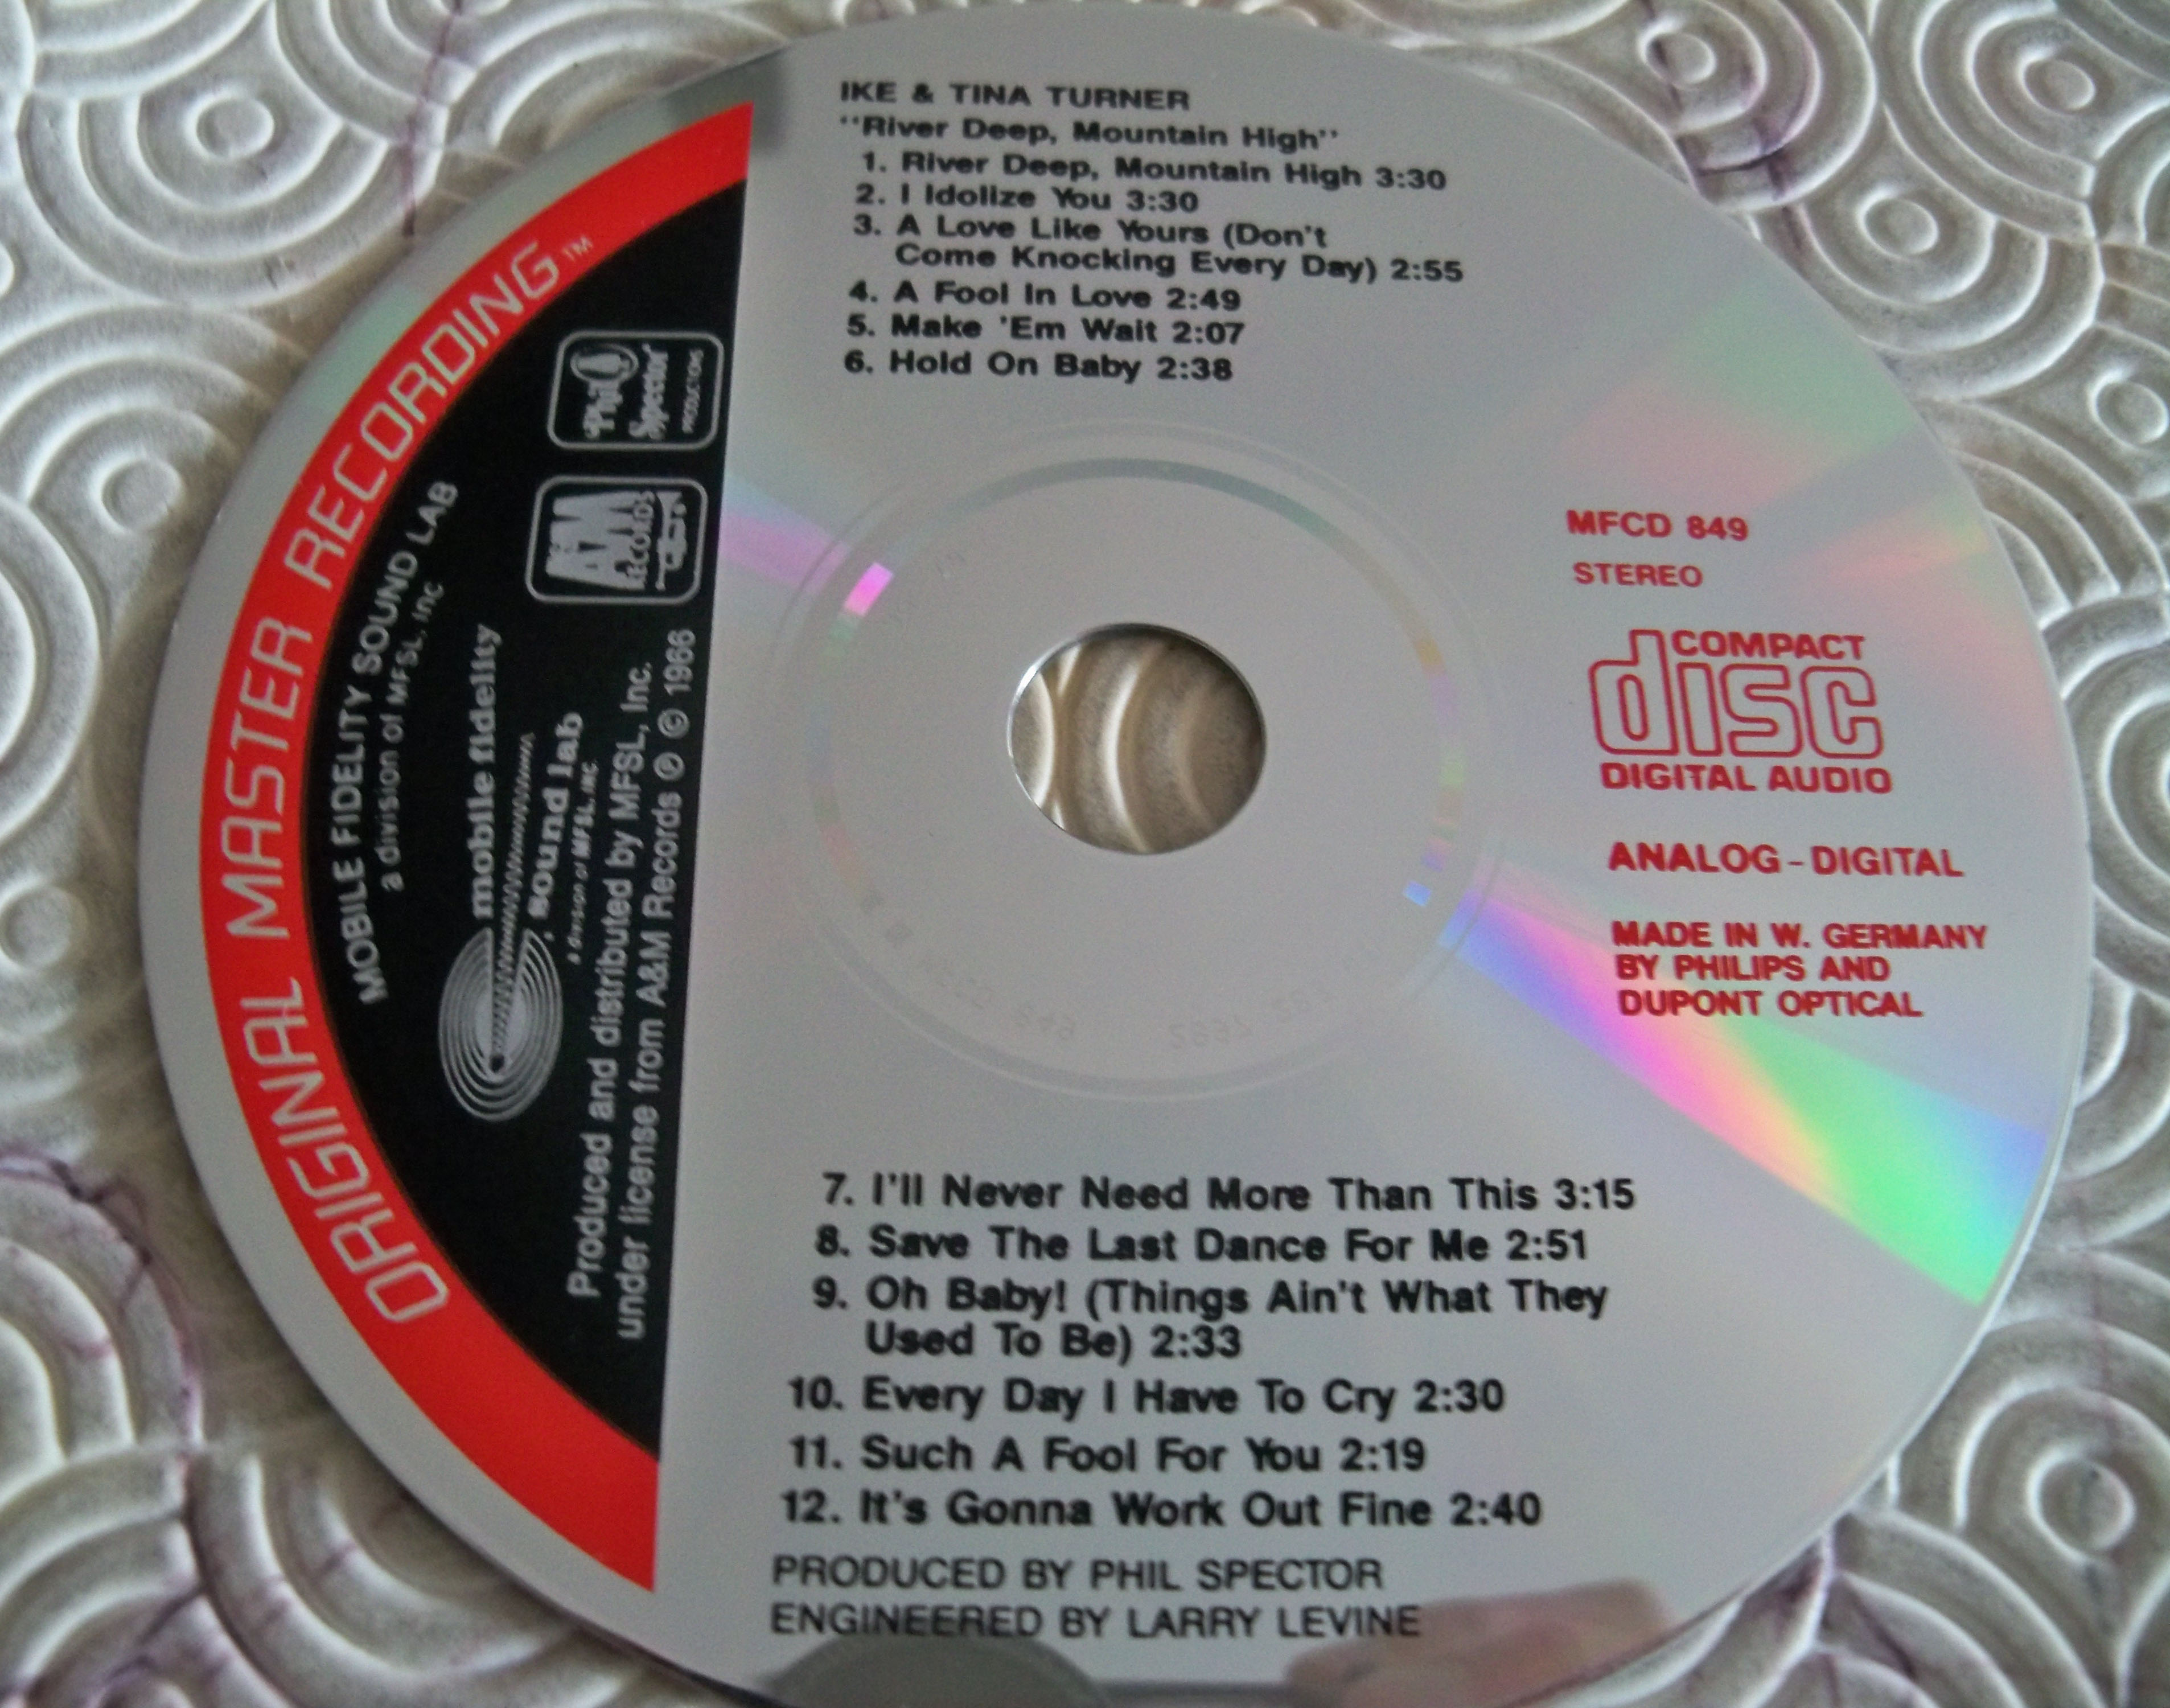 IKE & TINA TURNER
"River Deep, Mountain High"
1. River Deep, Mountain High 3:30
2. I Idolize You 3:30
3. A Love Like Yours (Don't
Come Knocking Every Day) 2:55
4. A Fool In Love 2:49
5. Make 'Em Wait 2:07
6. Hold On Baby 2:38
ORIGINAL MASTER RECORDING™
MOBILE FIDELITY SOUND LAB
a division of MFSL, Inc
mobile fidelity
sound lab
a division of MFSL, INC
Phil
Spector
PRODUCTIONS
A&M
RECORDS
Produced and distributed by MFSL, Inc.
under license from A&M Records ℗ © 1966
MFCD 849
STEREO
COMPACT
disc
DIGITAL AUDIO
ANALOG-DIGITAL
MADE IN W. GERMANY
BY PHILIPS AND
DUPONT OPTICAL
7. I'll Never Need More Than This 3:15
8. Save The Last Dance For Me 2:51
9. Oh Baby! (Things Ain't What They
Used To Be) 2:33
10. Every Day I Have To Cry 2:30
11. Such A Fool For You 2:19
12. It's Gonna Work Out Fine 2:40
PRODUCED BY PHIL SPECTOR
ENGINEERED BY LARRY LEVINE